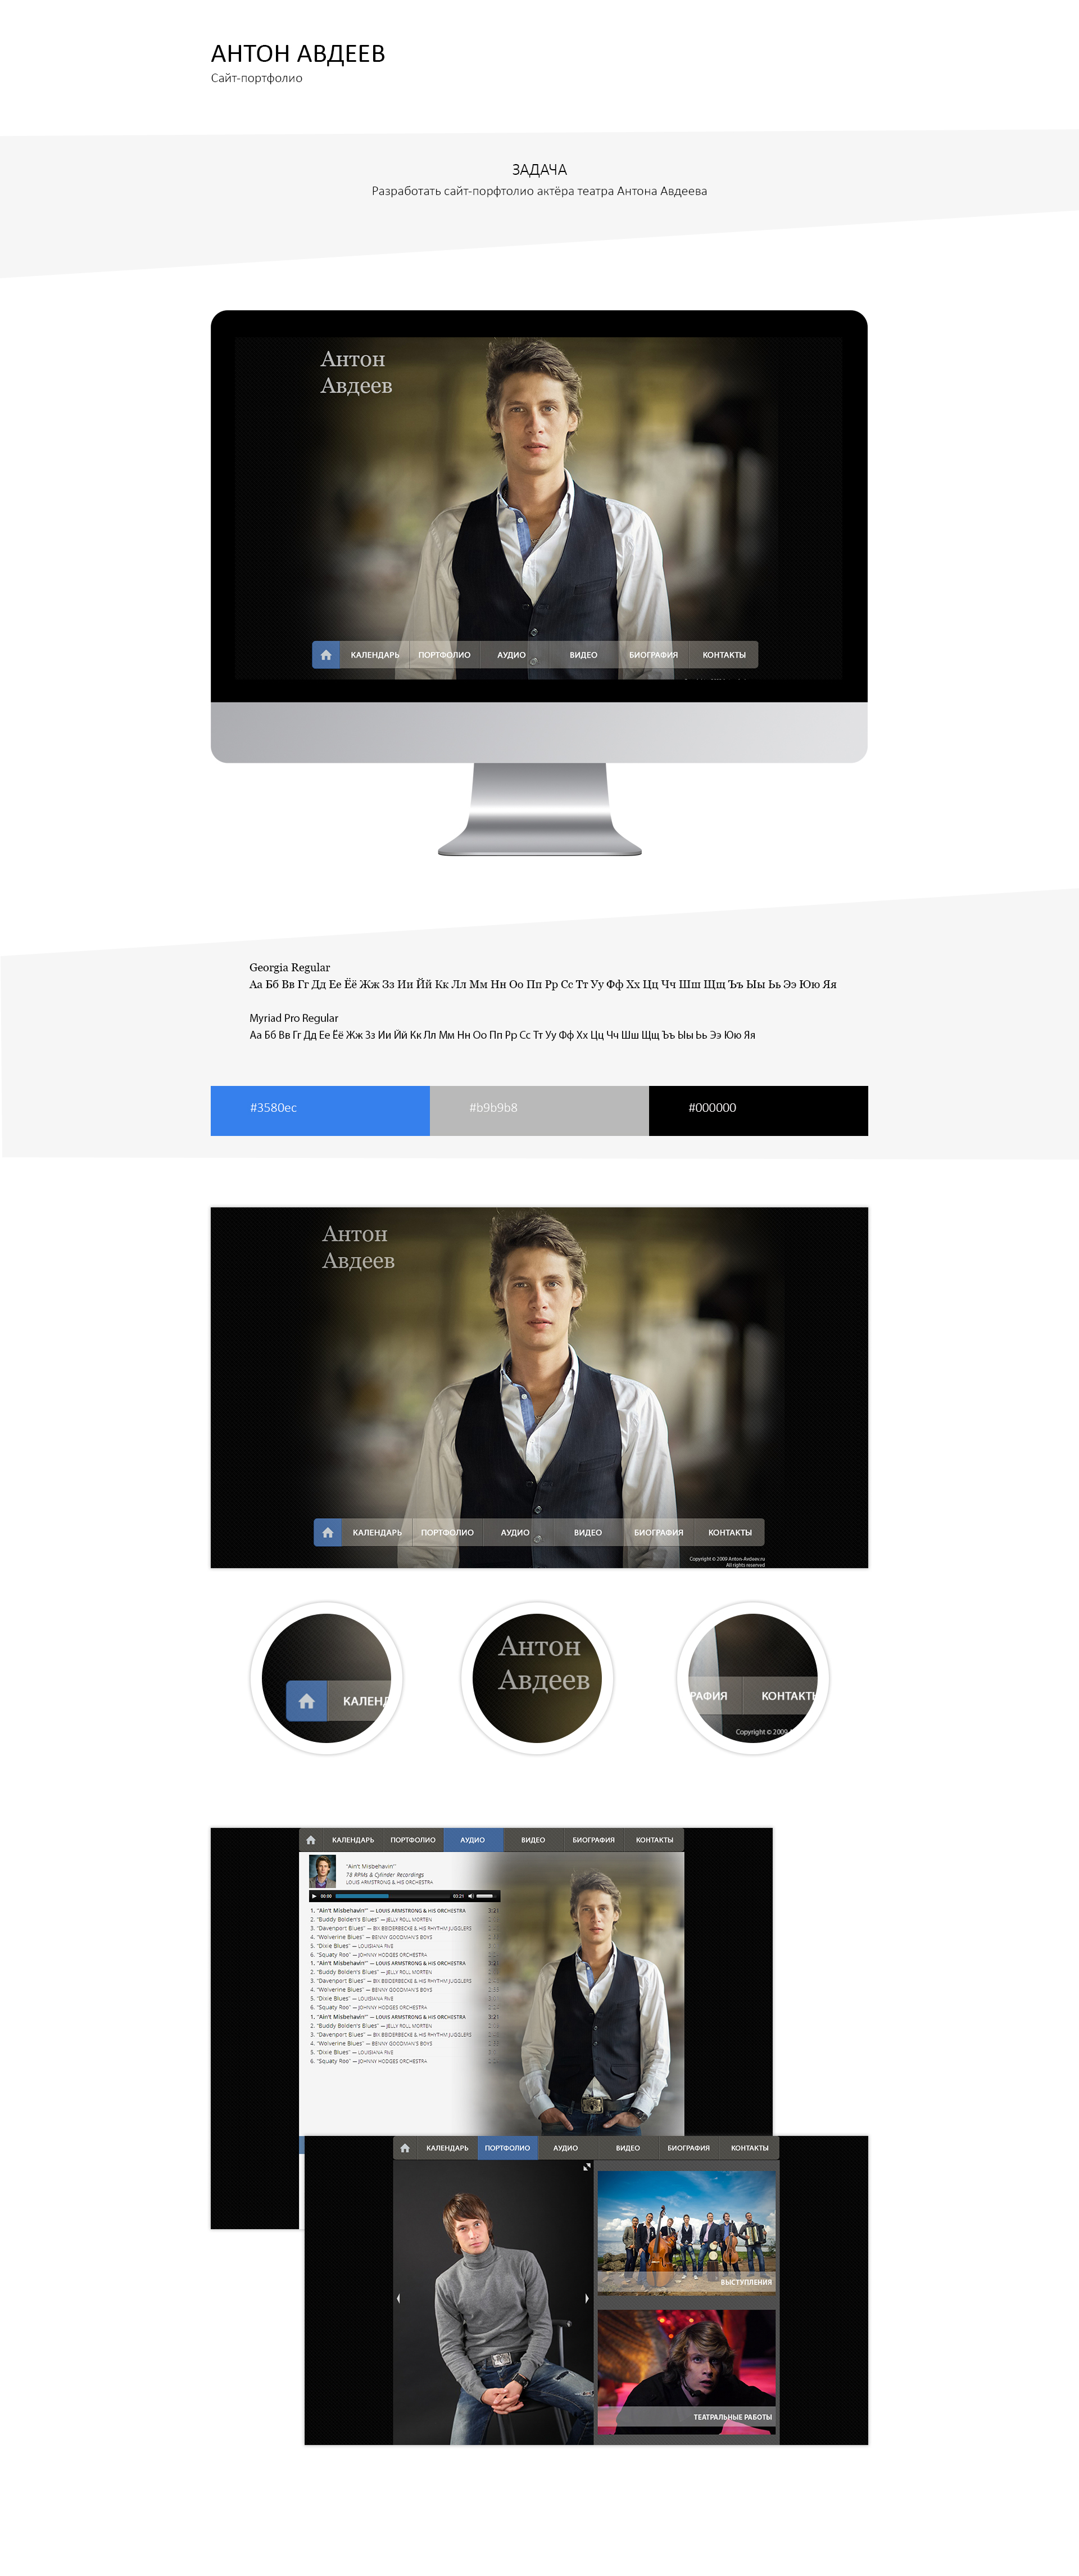 АНТОН АВДЕЕВ
Сайт-портфолио
ЗАДАЧА
Разработать сайт-порфтолио актёра театра Антона Авдеева
Антон
Авдеев
КАЛЕНДАРЬ ПОРТФОЛИО АУДИО ВИДЕО БИОГРАФИЯ КОНТАКТЫ
Georgia Regular
Аа Бб Вв Гг Дд Ее Ёё Жж Зз Ии Йй Кк Лл Мм Нн Оо Пп Рр Сс Тт Уу Фф Хх Цц Чч Шш Щщ Ъъ Ыы Ьь Ээ Юю Яя
Myriad Pro Regular
Аа Бб Вв Гг Дд Ее Ёё Жж Зз Ии Йй Кк Лл Мм Нн Оо Пп Рр Сс Тт Уу Фф Хх Цц Чч Шш Щщ Ъъ Ыы Ьь Ээ Юю Яя
#3580ec #b9b9b8 #000000
Антон
Авдеев
КАЛЕНДАРЬ ПОРТФОЛИО АУДИО ВИДЕО БИОГРАФИЯ КОНТАКТЫ
Copyright © 2009 Anton-Avdeev.ru
All rights reserved
КАЛЕНД
Антон
Авдеев
РАФИЯ КОНТАКТЫ
Copyright © 2009
КАЛЕНДАРЬ ПОРТФОЛИО АУДИО ВИДЕО БИОГРАФИЯ КОНТАКТЫ
"Ain't Misbehavin'"
78 RPMs & Cylinder Recordings
LOUIS ARMSTRONG & HIS ORCHESTRA
00:00 03:21
1. "Ain't Misbehavin'" — LOUIS ARMSTRONG & HIS ORCHESTRA 3:21
2. "Buddy Bolden's Blues" — JELLY ROLL MORTEN
3. "Davenport Blues" — BIX BEIDERBECKE & HIS RHYTHM JUGGLERS
4. "Wolverine Blues" — BENNY GOODMAN'S BOYS
5. "Dixie Blues" — LOUISIANA FIVE
6. "Squaty Roo" — JOHNNY HODGES ORCHESTRA
1. "Ain't Misbehavin'" — LOUIS ARMSTRONG & HIS ORCHESTRA 3:21
2. "Buddy Bolden's Blues" — JELLY ROLL MORTEN
3. "Davenport Blues" — BIX BEIDERBECKE & HIS RHYTHM JUGGLERS
4. "Wolverine Blues" — BENNY GOODMAN'S BOYS
5. "Dixie Blues" — LOUISIANA FIVE
6. "Squaty Roo" — JOHNNY HODGES ORCHESTRA
1. "Ain't Misbehavin'" — LOUIS ARMSTRONG & HIS ORCHESTRA 3:21
2. "Buddy Bolden's Blues" — JELLY ROLL MORTEN
3. "Davenport Blues" — BIX BEIDERBECKE & HIS RHYTHM JUGGLERS
4. "Wolverine Blues" — BENNY GOODMAN'S BOYS
5. "Dixie Blues" — LOUISIANA FIVE
6. "Squaty Roo" — JOHNNY HODGES ORCHESTRA
КАЛЕНДАРЬ ПОРТФОЛИО АУДИО ВИДЕО БИОГРАФИЯ КОНТАКТЫ
ВЫСТУПЛЕНИЯ
ТЕАТРАЛЬНЫЕ РАБОТЫ